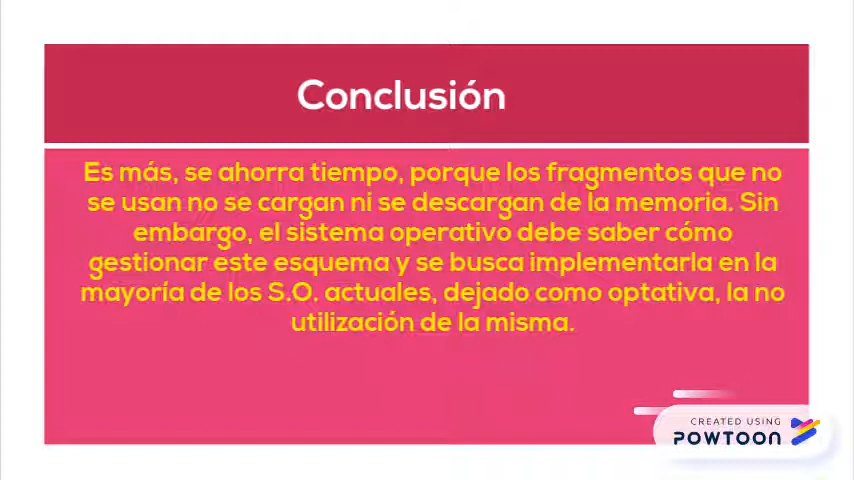 Conclusión
Es más, se ahorra tiempo, porque los fragmentos que no
se usan no se cargan ni se descargan de la memoria. Sin
embargo, el sistema operativo debe saber cómo
gestionar este esquema y se busca implementarla en la
mayoría de los S.O. actuales, dejado como optativa, la no
utilización de la misma.
CREATED USING
POWTOON